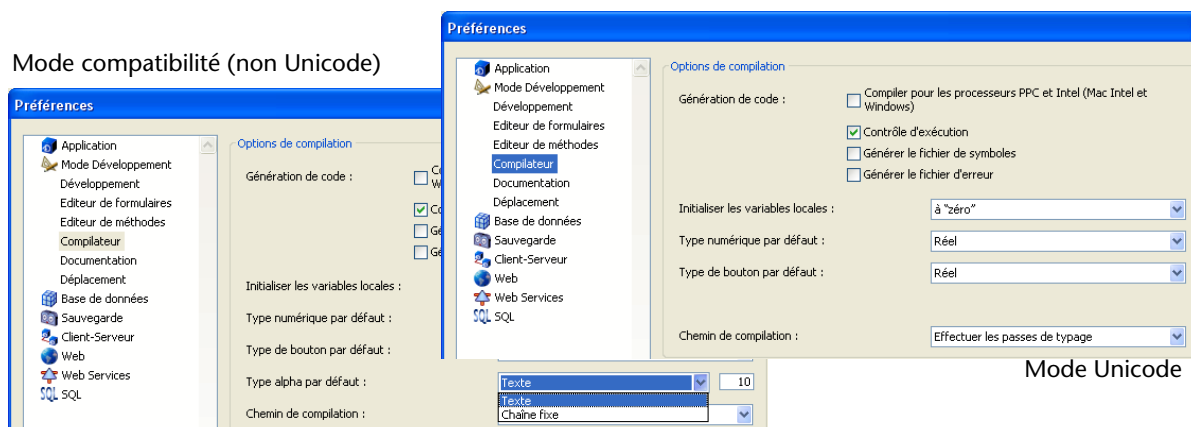 Mode compatibilité (non Unicode)
Préférences
Application
Mode Développement
Développement
Editeur de formulaires
Editeur de méthodes
Compilateur
Documentation
Déplacement
Base de données
Sauvegarde
Client-Serveur
Web
Web Services
SQL SQL
Options de compilation
Génération de code :
Initialiser les variables locales :
Type numérique par défaut :
Type de bouton par défaut :
Type alpha par défaut :
Texte
10
Texte
Chaîne fixe
Chemin de compilation :
Préférences
Application
Mode Développement
Développement
Editeur de formulaires
Editeur de méthodes
Compilateur
Documentation
Déplacement
Base de données
Sauvegarde
Client-Serveur
Web
Web Services
SQL SQL
Options de compilation
Génération de code :
Compiler pour les processeurs PPC et Intel (Mac Intel et
Windows)
Contrôle d'exécution
Générer le fichier de symboles
Générer le fichier d'erreur
Initialiser les variables locales :
à "zéro"
Type numérique par défaut :
Réel
Type de bouton par défaut :
Réel
Chemin de compilation :
Effectuer les passes de typage
Mode Unicode